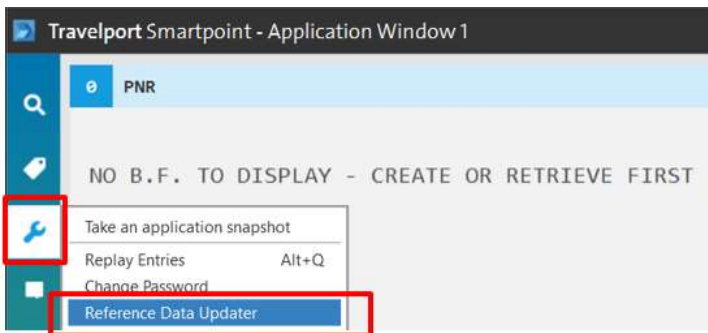 Travelport Smartpoint - Application Window 1
0 PNR
NO B.F. TO DISPLAY - CREATE OR RETRIEVE FIRST
Take an application snapshot
Replay Entries Alt+Q
Change Password
Reference Data Updater